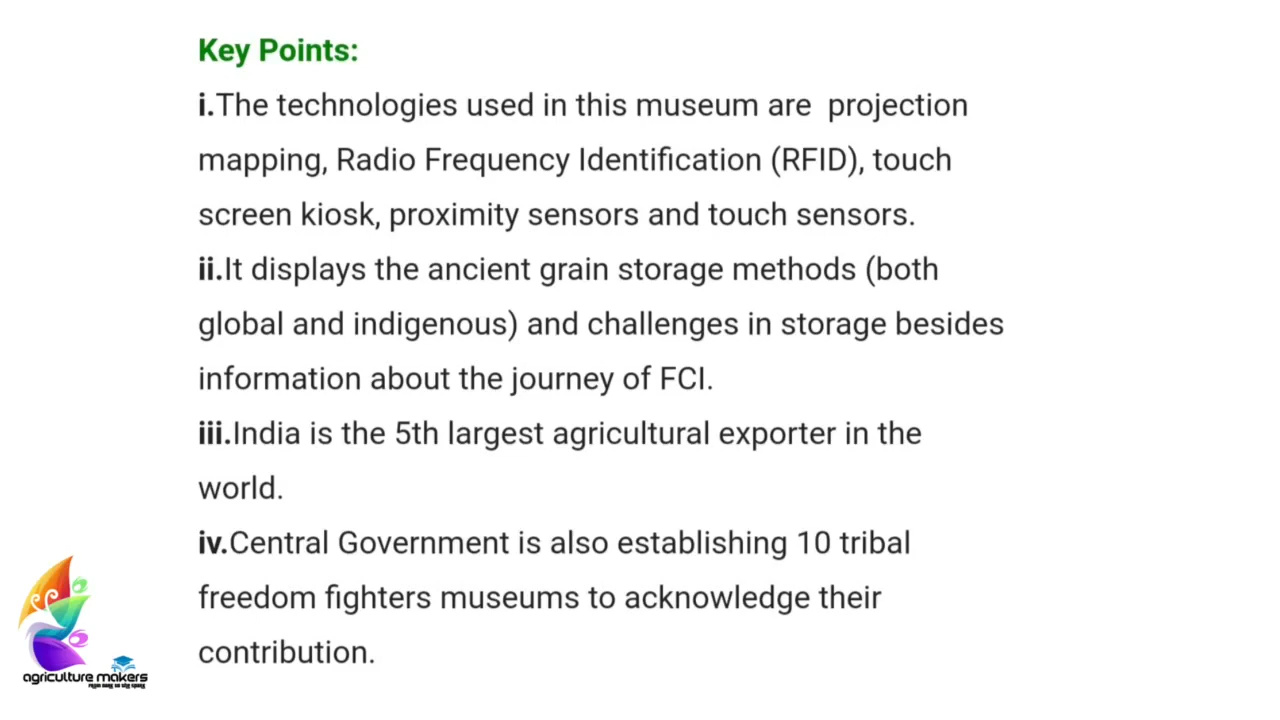 Key Points:
i.The technologies used in this museum are  projection
mapping, Radio Frequency Identification (RFID), touch
screen kiosk, proximity sensors and touch sensors.
ii.It displays the ancient grain storage methods (both
global and indigenous) and challenges in storage besides
information about the journey of FCI.
iii.India is the 5th largest agricultural exporter in the
world.
iv.Central Government is also establishing 10 tribal
freedom fighters museums to acknowledge their
contribution.
agriculture makers